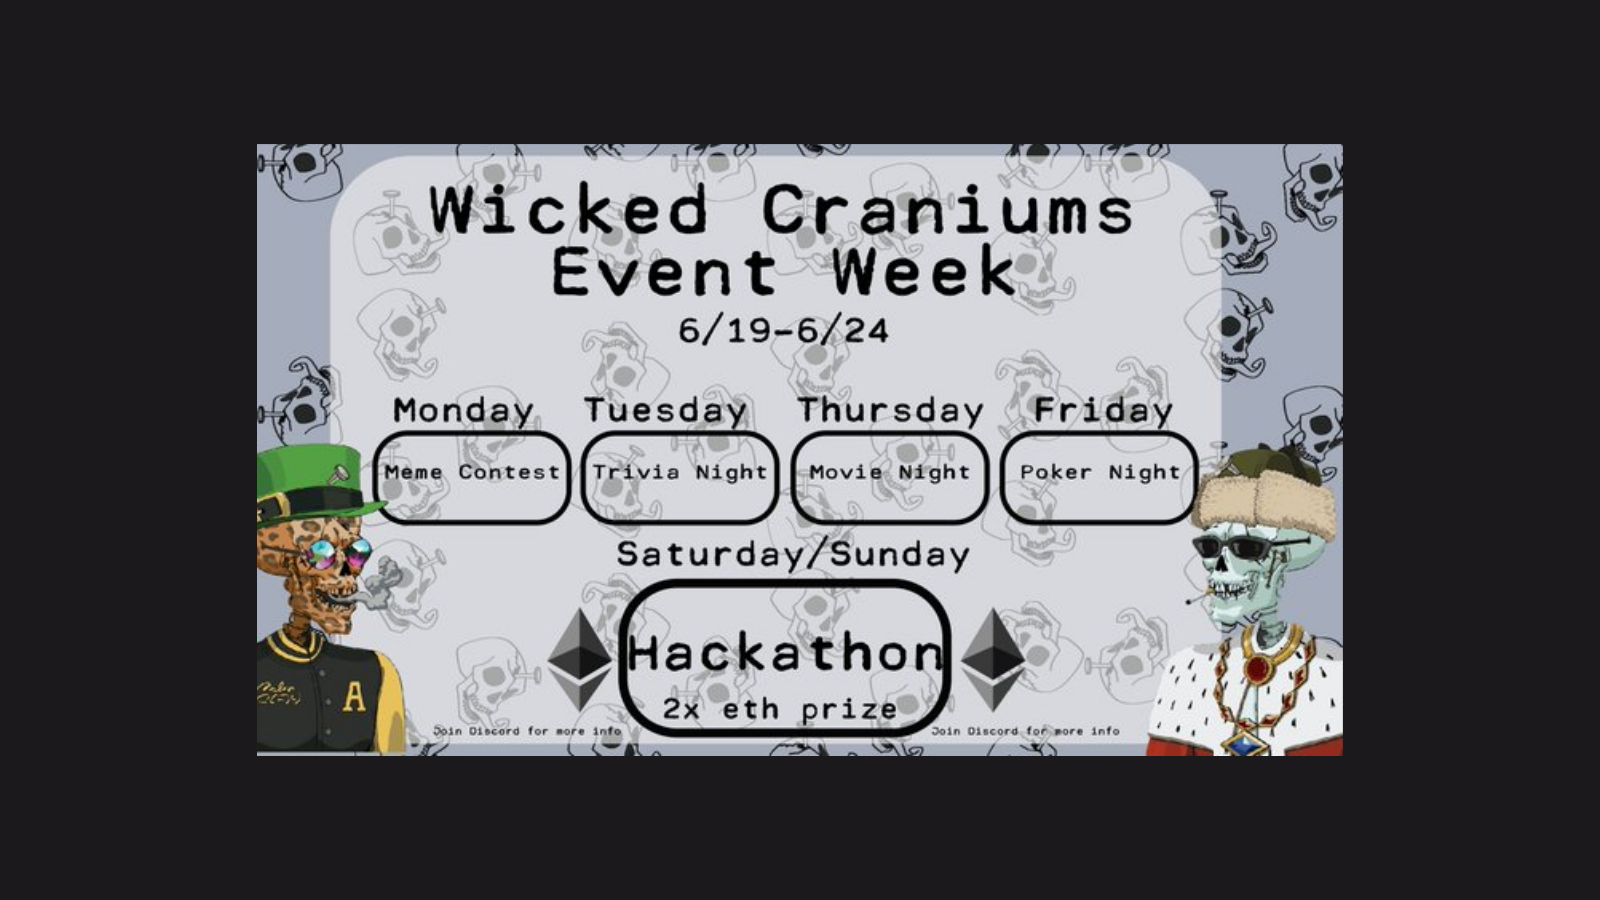 Wicked Craniums
Event Week
6/19-6/24
Monday Tuesday Thursday Friday
Meme Contest Trivia Night Movie Night Poker Night
Saturday/Sunday
Hackathon
2x eth prize
Join Discord for more info Join Discord for more info
A